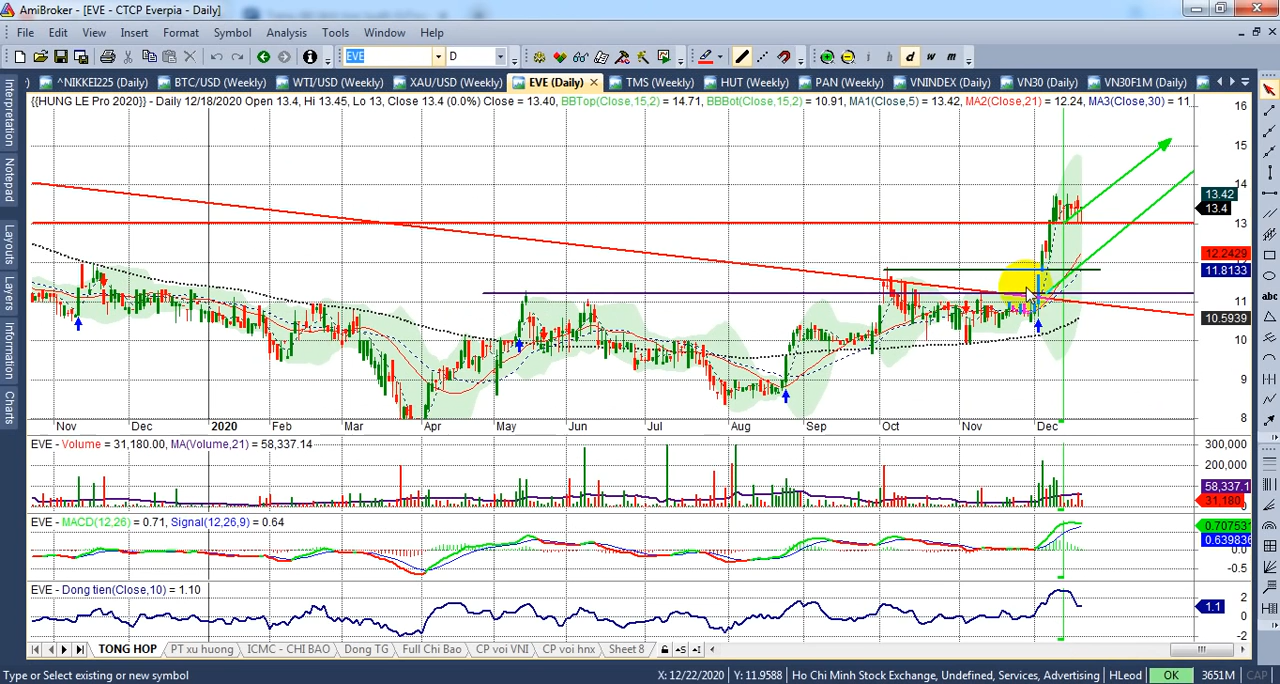 AmiBroker - [EVE - CTCP Everpia - Daily]
File Edit View Insert Format Symbol Analysis Tools Window Help
EVE D i h d w m
^NIKKEI225 (Daily) BTC/USD (Weekly) WTI/USD (Weekly) XAU/USD (Weekly) EVE (Daily) TMS (Weekly) HUT (Weekly) PAN (Weekly) VNINDEX (Daily) VN30 (Daily) VN30F1M (Daily)
Interpretation
Notepad
Layouts
Layers
Information
Charts
{{HUNG LE Pro 2020}} - Daily 12/18/2020 Open 13.4, Hi 13.45, Lo 13, Close 13.4 (0.0%) Close = 13.40, BBTop(Close,15,2) = 14.71, BBBot(Close,15,2) = 10.91, MA1(Close,5) = 13.42, MA2(Close,21) = 12.24, MA3(Close,30) = 11
16
15
14
13.42
13.4
13
12.2429
12
11.8133
11
10.5939
10
9
8
abc
Nov Dec 2020 Feb Mar Apr May Jun Jul Aug Sep Oct Nov Dec
EVE - Volume = 31,180.00, MA(Volume,21) = 58,337.14
300,000
200,000
58,337.1
31,180
EVE - MACD(12,26) = 0.71, Signal(12,26,9) = 0.64
0.707531
0.639836
0.0
-0.5
EVE - Dong tien(Close,10) = 1.10
2
1.1
0
-2
TONG HOP PT xu huong ICMC - CHI BAO Dong TG Full Chi Bao CP voi VNI CP voi hnx Sheet 8
Type or Select existing or new symbol X: 12/22/2020 Y: 11.9588 Ho Chi Minh Stock Exchange, Undefined, Services, Advertising HLeod OK 3651M CAP